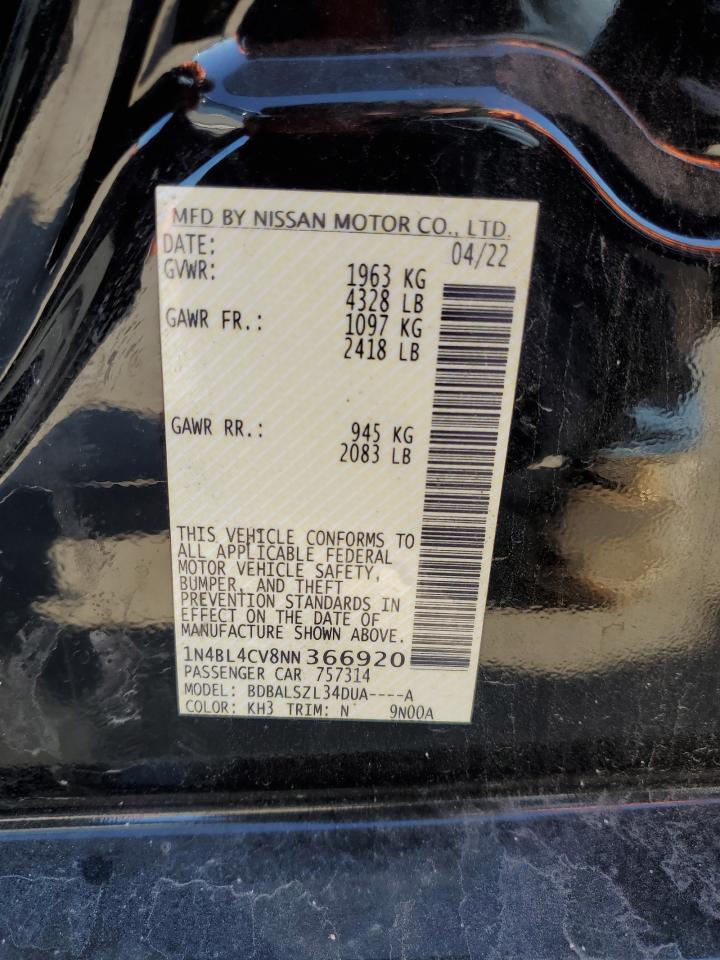 MFD BY NISSAN MOTOR CO., LTD.
DATE: 04/22
GVWR: 1963 KG
4328 LB
GAWR FR.: 1097 KG
2418 LB
GAWR RR.: 945 KG
2083 LB
THIS VEHICLE CONFORMS TO
ALL APPLICABLE FEDERAL
MOTOR VEHICLE SAFETY,
BUMPER, AND THEFT
PREVENTION STANDARDS IN
EFFECT ON THE DATE OF
MANUFACTURE SHOWN ABOVE.
1N4BL4CV8NN366920
PASSENGER CAR 757314
MODEL: BDBALSZL34DUA----A
COLOR: KH3 TRIM: N 9N00A